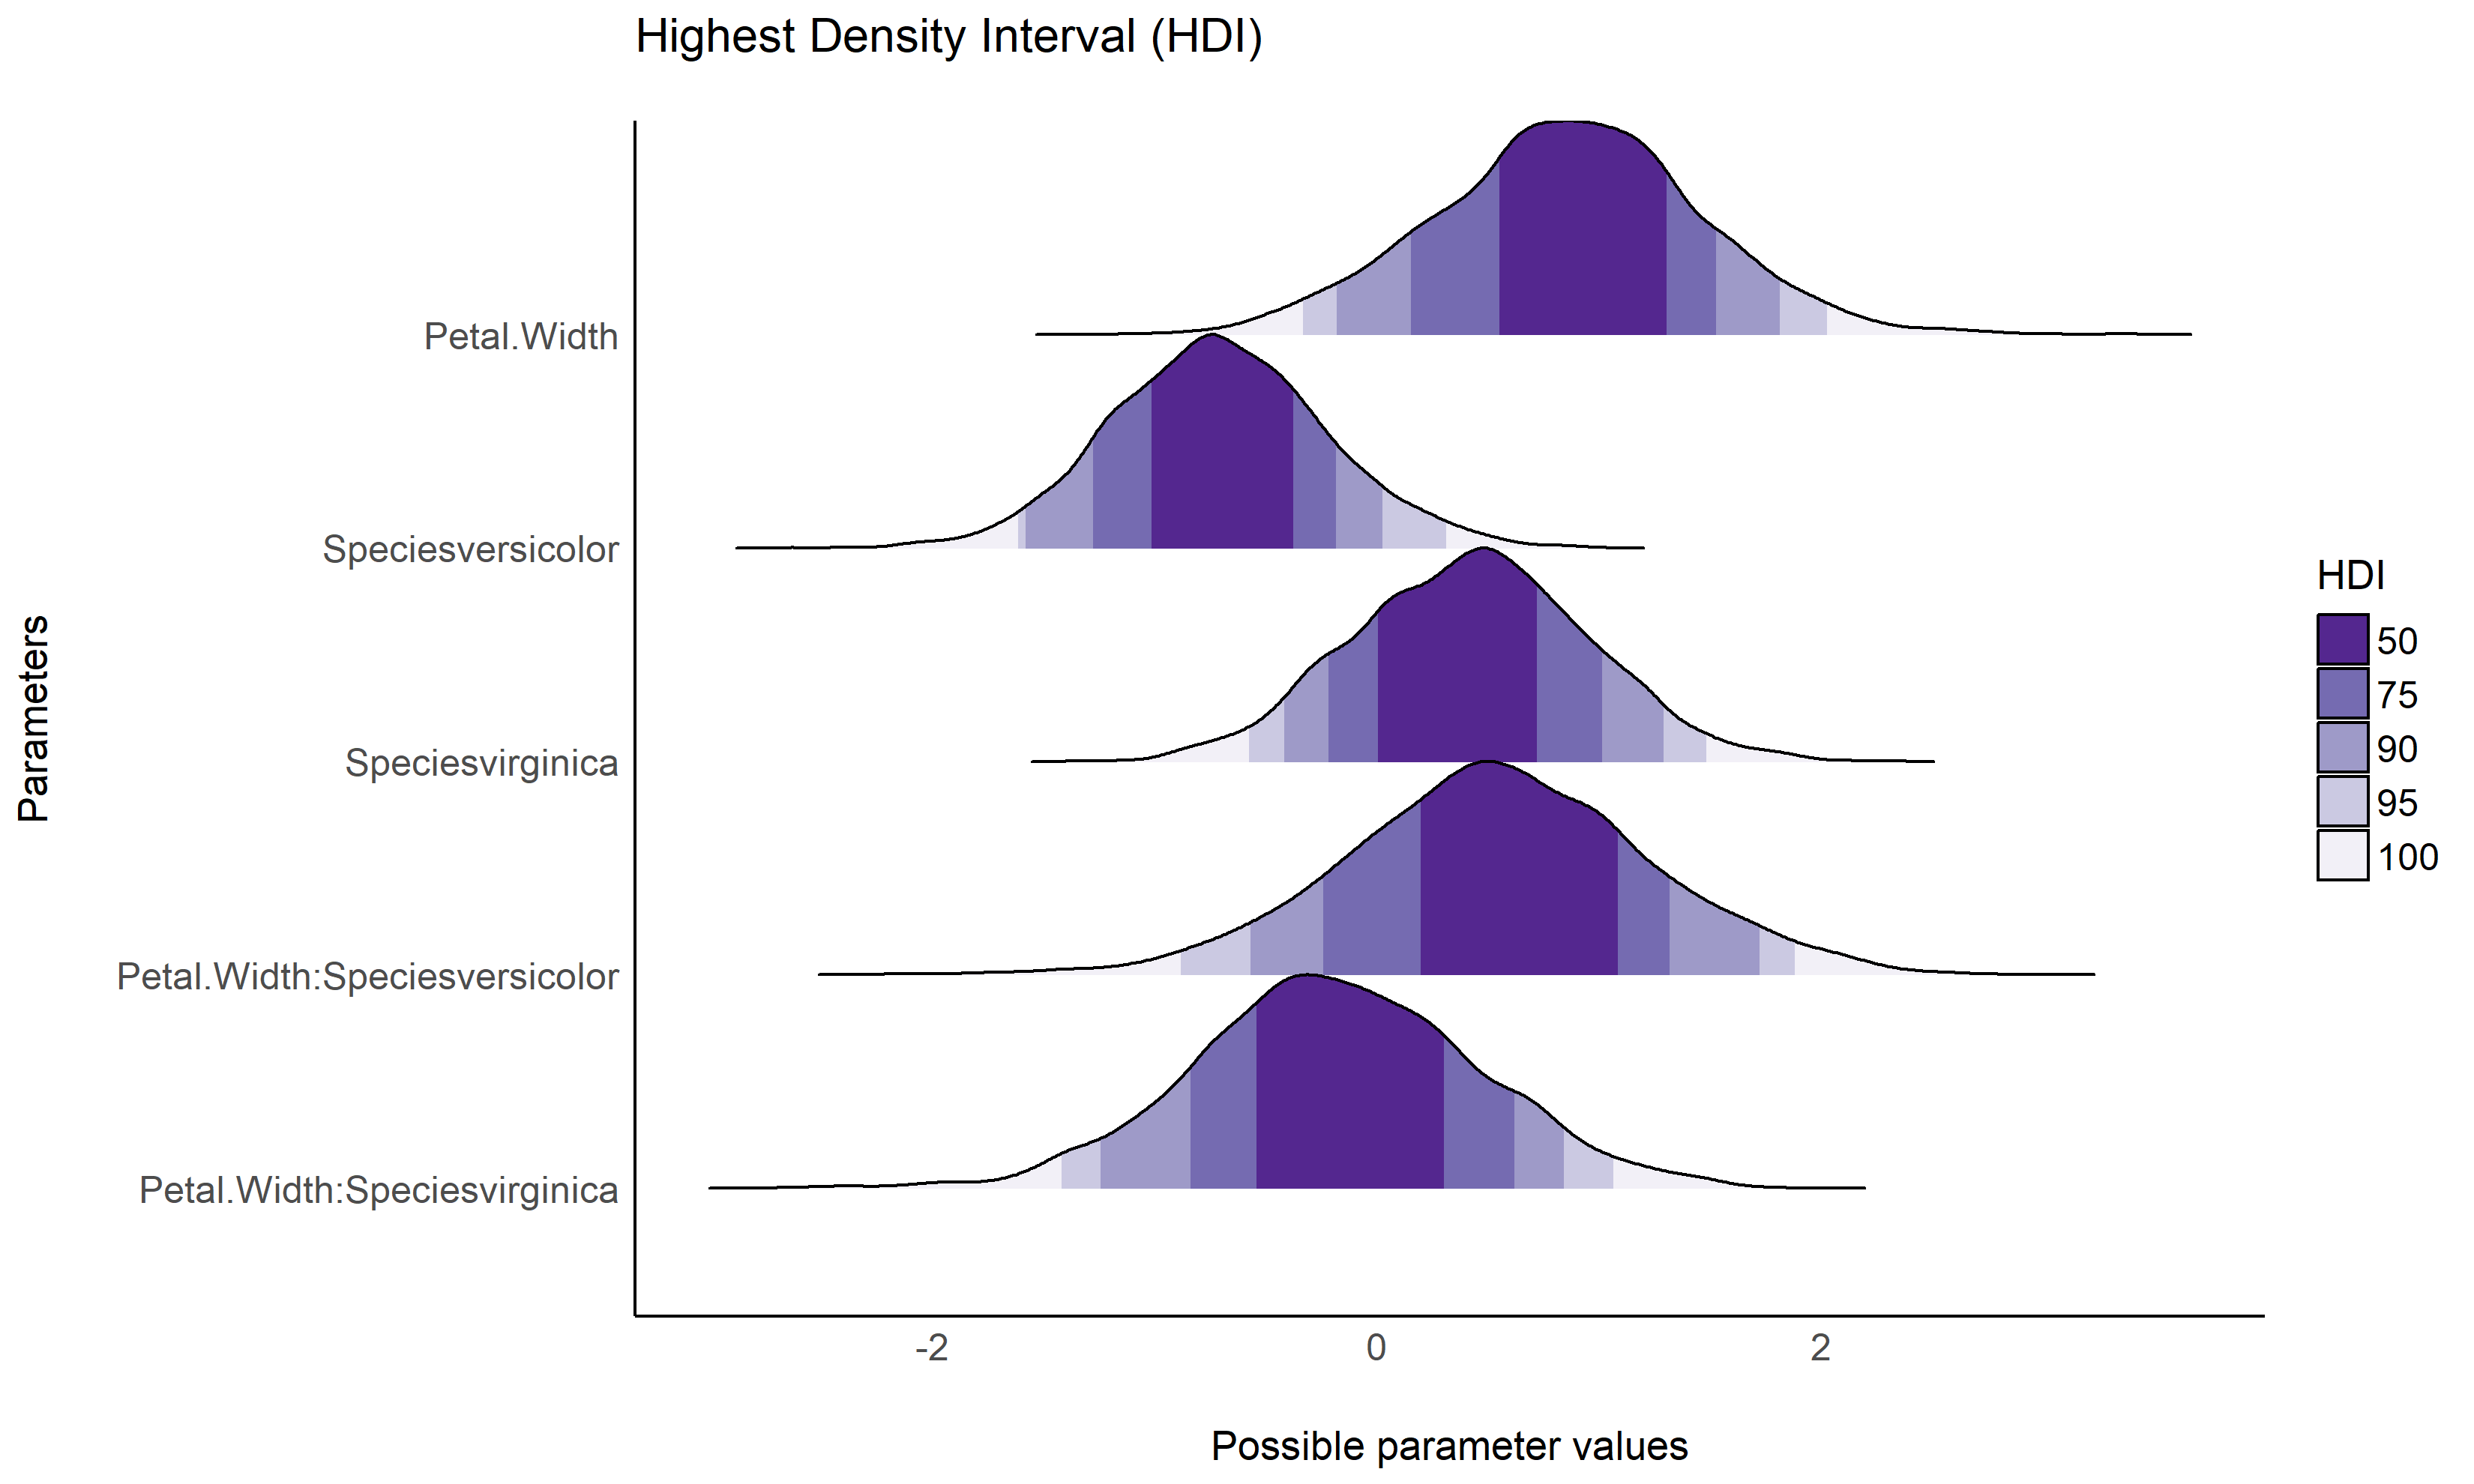 Highest Density Interval (HDI)
Parameters
Petal.Width
Speciesversicolor
Speciesvirginica
Petal.Width:Speciesversicolor
Petal.Width:Speciesvirginica
-2
0
2
Possible parameter values
HDI
50
75
90
95
100